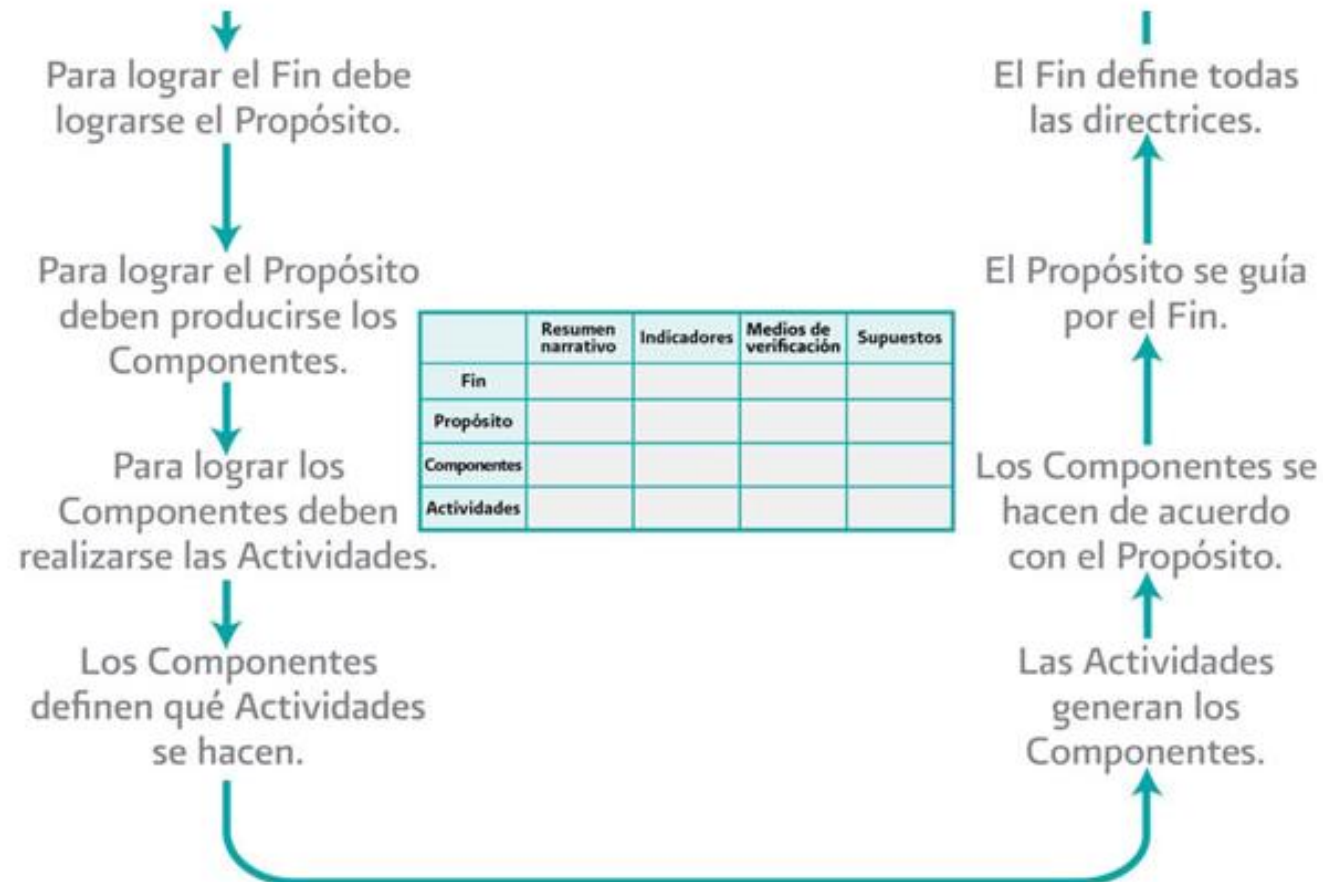 Para lograr el Fin debe
lograrse el Propósito.
Para lograr el Propósito
deben producirse los
Componentes.
Para lograr los
Componentes deben
realizarse las Actividades.
Los Componentes
definen qué Actividades
se hacen.
Resumen
narrativo
Indicadores
Medios de
verificación
Supuestos
Fin
Propósito
Componentes
Actividades
El Fin define todas
las directrices.
El Propósito se guía
por el Fin.
Los Componentes se
hacen de acuerdo
con el Propósito.
Las Actividades
generan los
Componentes.